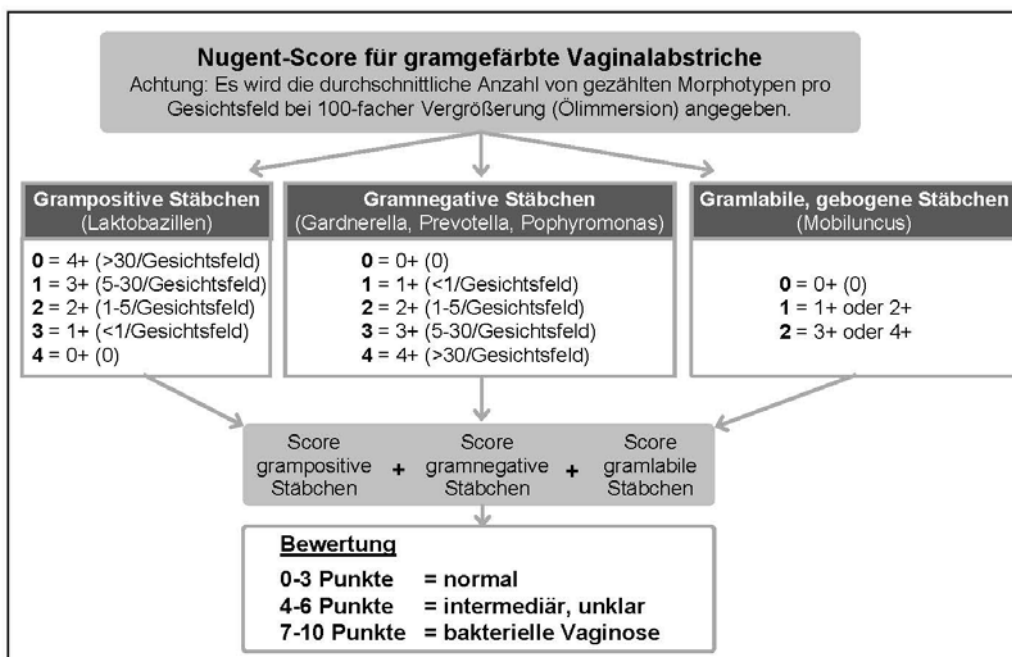 Nugent-Score für gramgefärbte Vaginalabstriche
Achtung: Es wird die durchschnittliche Anzahl von gezählten Morphotypen pro
Gesichtsfeld bei 100-facher Vergrößerung (Ölimmersion) angegeben.
Grampositive Stäbchen
(Laktobazillen)
0 = 4+ (>30/Gesichtsfeld)
1 = 3+ (5-30/Gesichtsfeld)
2 = 2+ (1-5/Gesichtsfeld)
3 = 1+ (<1/Gesichtsfeld)
4 = 0+ (0)
Gramnegative Stäbchen
(Gardnerella, Prevotella, Pophyromonas)
0 = 0+ (0)
1 = 1+ (<1/Gesichtsfeld)
2 = 2+ (1-5/Gesichtsfeld)
3 = 3+ (5-30/Gesichtsfeld)
4 = 4+ (>30/Gesichtsfeld)
Gramlabile, gebogene Stäbchen
(Mobiluncus)
0 = 0+ (0)
1 = 1+ oder 2+
2 = 3+ oder 4+
Score
grampositive
Stäbchen
+
Score
gramnegative
Stäbchen
+
Score
gramlabile
Stäbchen
Bewertung
0-3 Punkte = normal
4-6 Punkte = intermediär, unklar
7-10 Punkte = bakterielle Vaginose